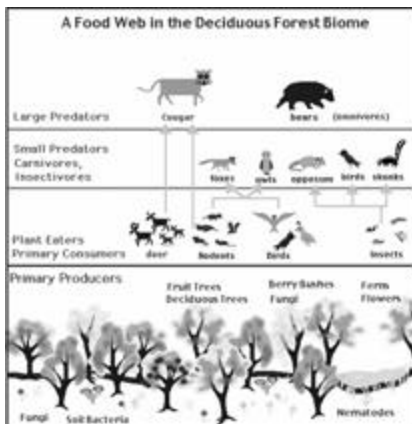 A Food Web in the Deciduous Forest Biome
Large Predators
Cougar
bears (omnivores)
Small Predators
Carnivores,
Insectivores
foxes
owls
opposum
birds
skunks
Plant Eaters
Primary Consumers
deer
Rodents
Birds
Insects
Primary Producers
Fruit Trees
Deciduous Trees
Berry Bushes
Fungi
Ferns
Flowers
Fungi
Soil Bacteria
Nematodes